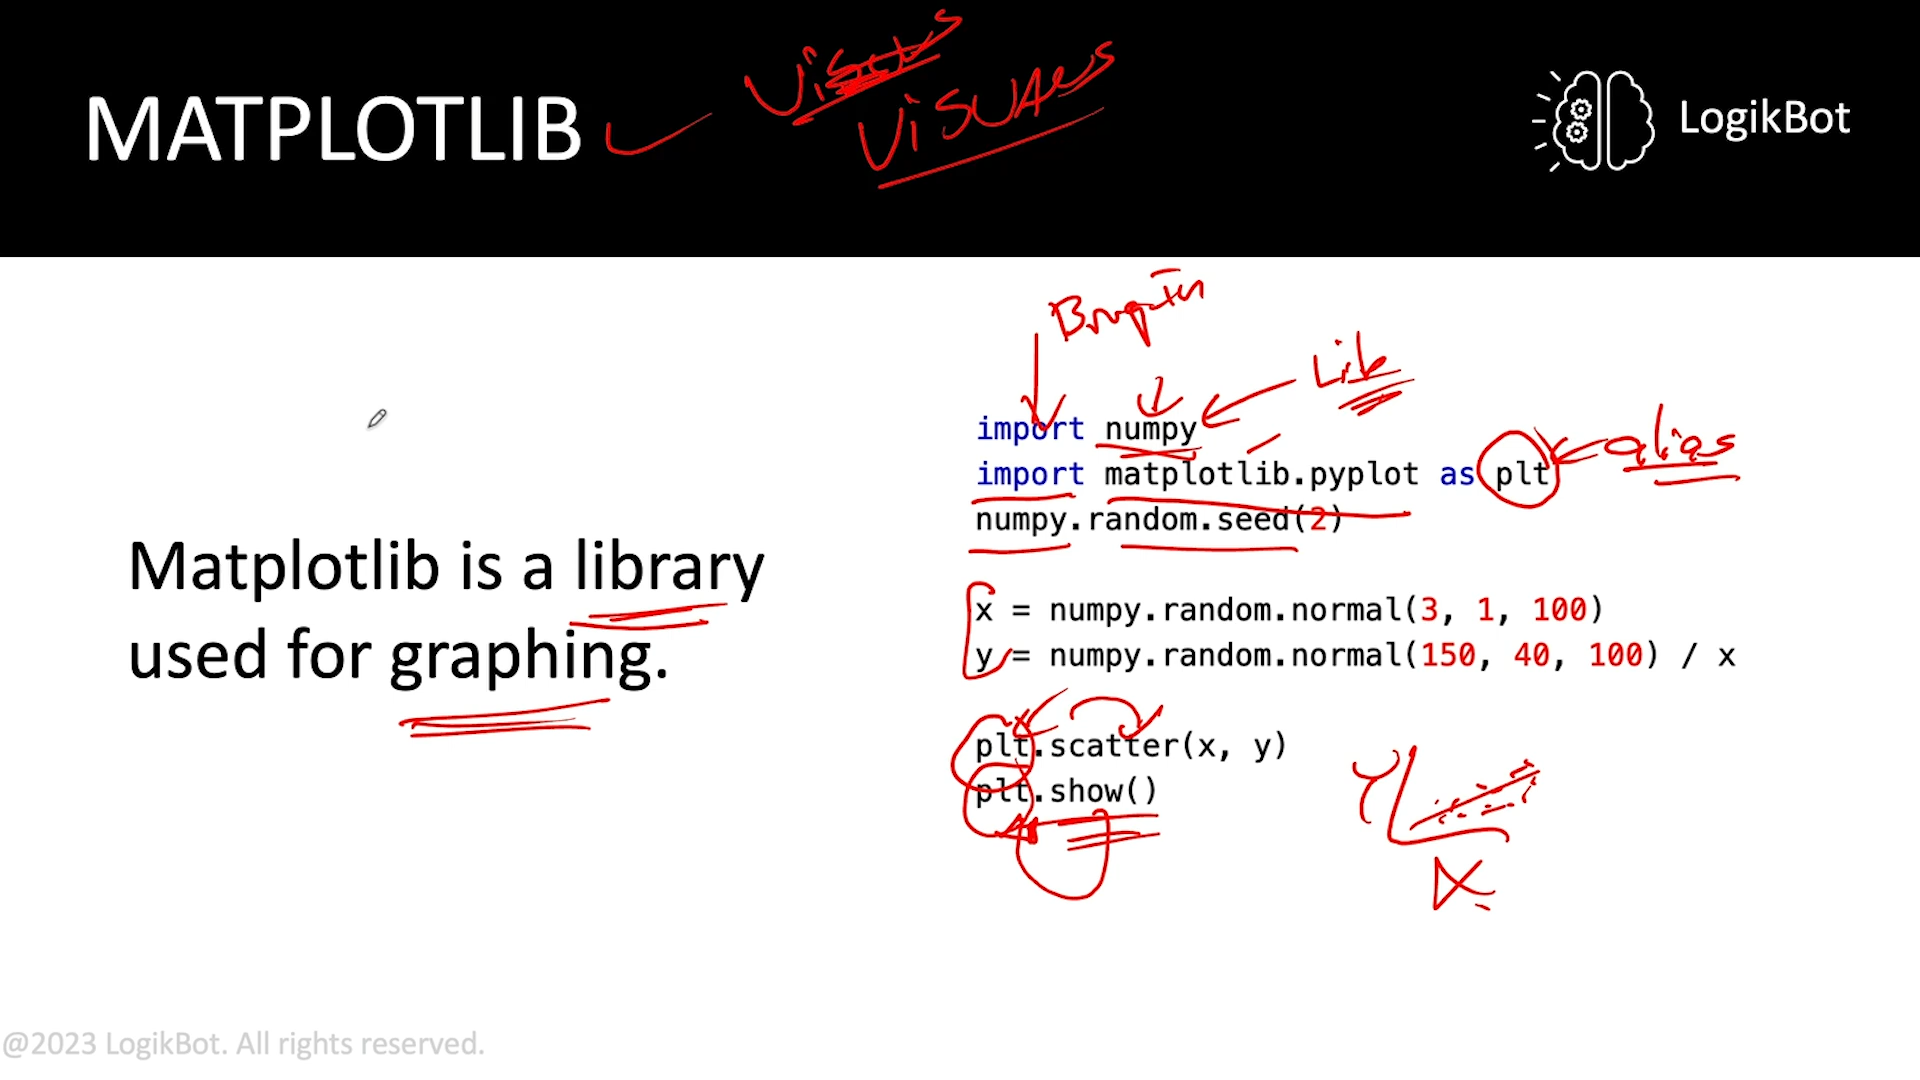 MATPLOTLIB
VISUALS
LogikBot
Lib
import numpy
alias
import matplotlib.pyplot as plt
numpy.random.seed(2)
Matplotlib is a library
used for graphing.
x = numpy.random.normal(3, 1, 100)
y = numpy.random.normal(150, 40, 100) / x
plt.scatter(x, y)
plt.show()
Y
X
@2023 LogikBot. All rights reserved.